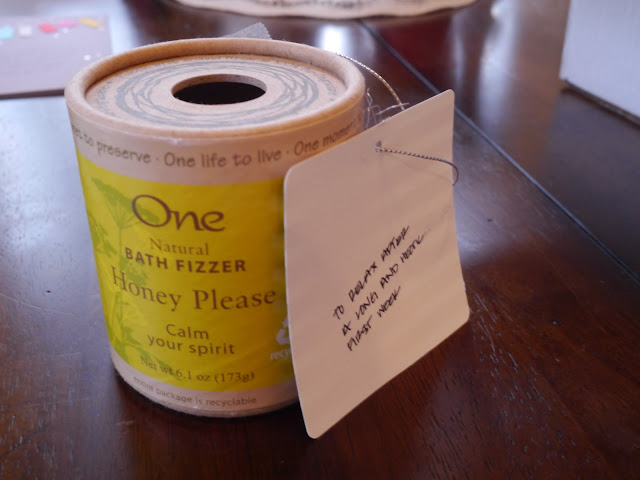 to preserve · One life to live · One mome
One
Natural
BATH FIZZER
Honey Please
Calm
your spirit
Net wt 6.1 oz (173g)
entire package is recyclable
TO RELAX AFTER
A LONG AND HECTIC...
FIRST WEEK